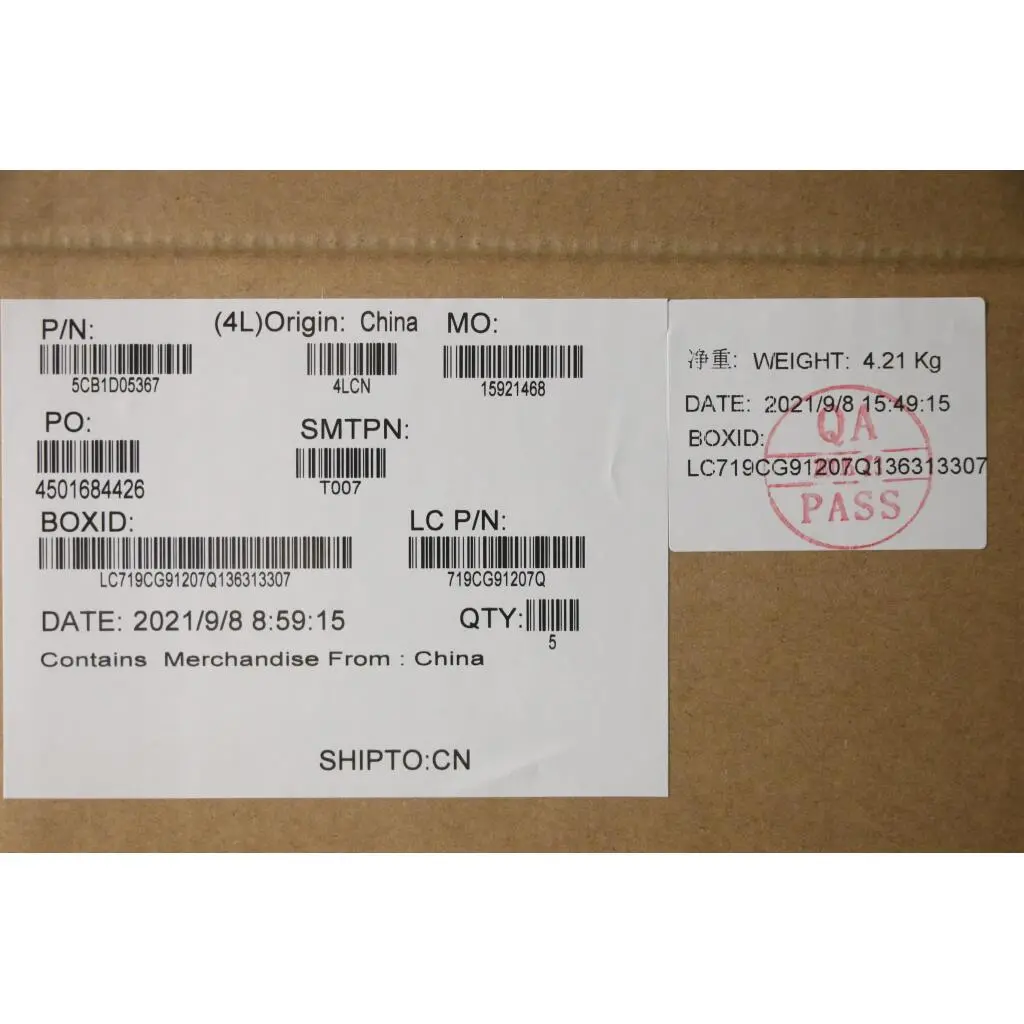 P/N: (4L)Origin: China MO:
5CB1D05367 4LCN 15921468
PO: SMTPN:
4501684426 T007
BOXID: LC P/N:
LC719CG91207Q136313307 719CG91207Q
DATE: 2021/9/8 8:59:15 QTY:
5
Contains Merchandise From : China
SHIPTO:CN
净重: WEIGHT: 4.21 Kg
DATE: 2021/9/8 15:49:15
BOXID:
LC719CG91207Q136313307
QA
PASS